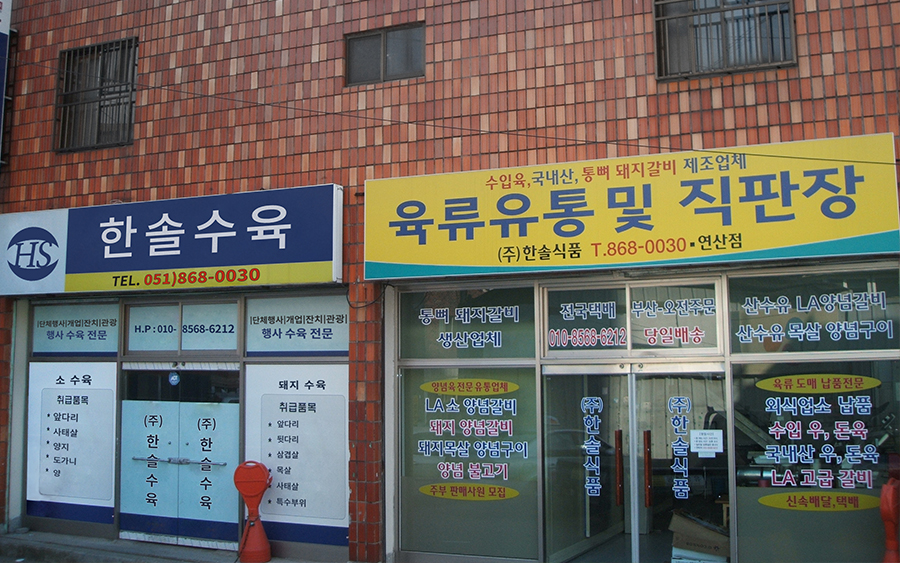 HS
한솔수육
TEL. 051)868-0030
|단체행사|개업|잔치|관광
행사 수육 전문
H.P : 010- 8568-6212
|단체행사|개업|잔치|관광|
행사 수육 전문
소 수육
취급품목
앞다리
사태살
양지
도가니
양
(주)한솔수육
(주)한솔수육
돼지 수육
취급품목
앞다리
뒷다리
삼겹살
목살
사태살
특수부위
수입육,국내산, 통뼈 돼지갈비 제조업체
육류유통 및 직판장
(주)한솔식품 T.868-0030 ▪ 연산점
통뼈 돼지갈비
생산업체
전국택배
010-8568-6212
부산-오전주문
당일배송
산수유 LA양념갈비
산수유 목살 양념구이
양념육전문유통업체
LA 소 양념갈비
돼지 양념갈비
돼지목살 양념구이
양념 불고기
주부 판매사원 모집
(주)한솔식품
(주)한솔식품
육류 도매 납품전문
외식업소 납품
수입 우, 돈육
국내산 우, 돈육
LA 고급 갈비
신속배달,택배